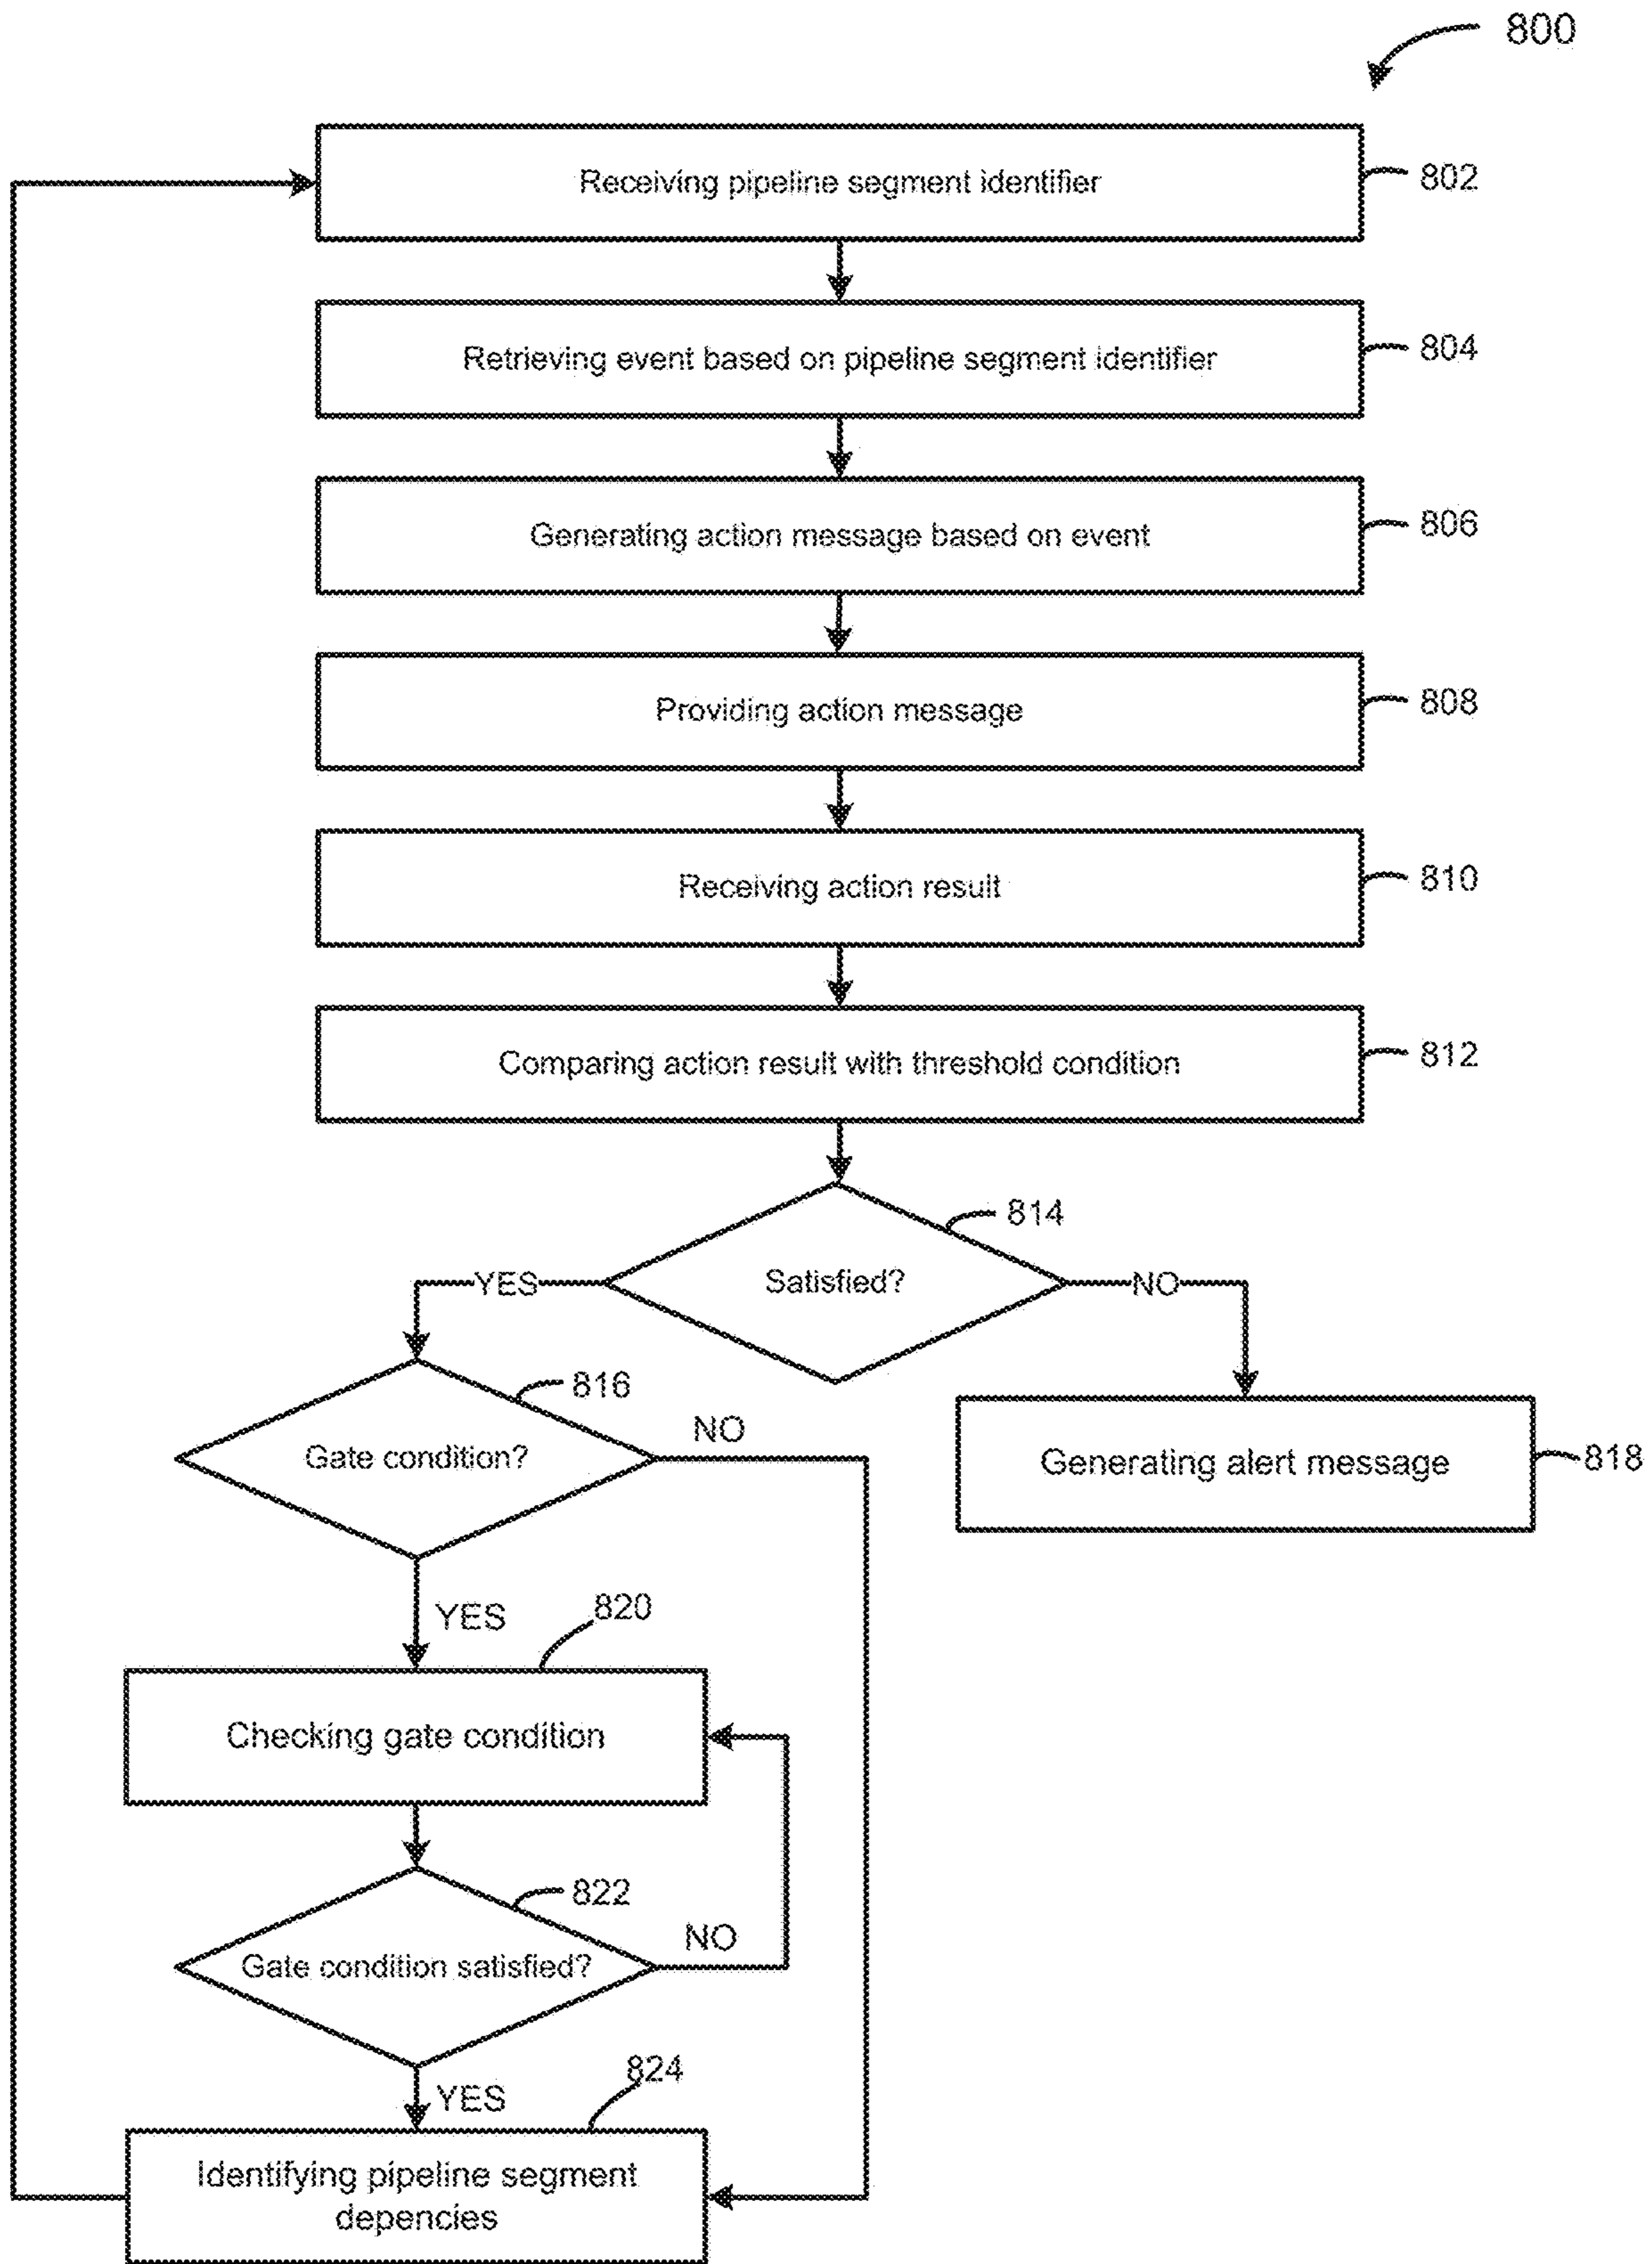 800
Receiving pipeline segment identifier
802
Retrieving event based on pipeline segment identifier
804
Generating action message based on event
806
Providing action message
808
Receiving action result
810
Comparing action result with threshold condition
812
814
YES
Satisfied?
NO
816
Gate condition?
NO
Generating alert message
818
YES
820
Checking gate condition
822
Gate condition satisfied?
NO
YES
824
Identifying pipeline segment
depencies